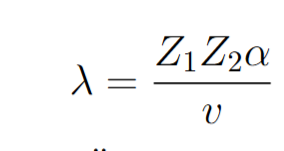 λ = Z₁Z₂α / v